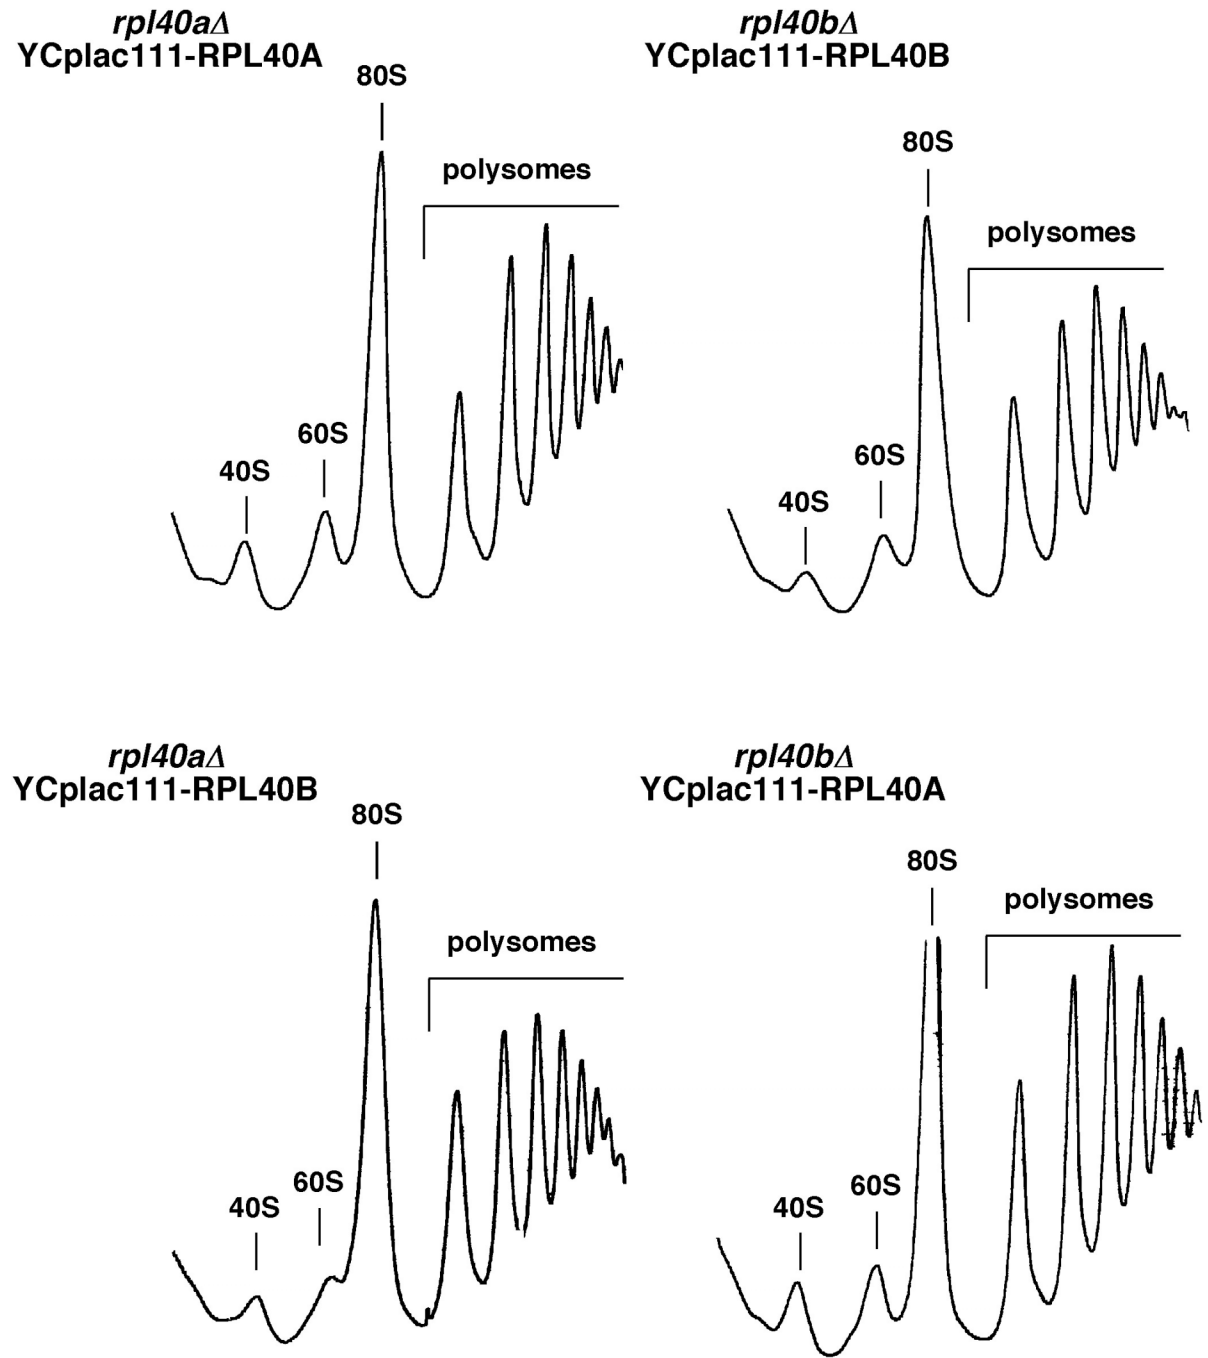 rpl40aΔ
YCplac111-RPL40A
80S
polysomes
60S
40S
rpl40bΔ
YCplac111-RPL40B
80S
polysomes
60S
40S
rpl40aΔ
YCplac111-RPL40B
80S
polysomes
60S
40S
rpl40bΔ
YCplac111-RPL40A
80S
polysomes
60S
40S